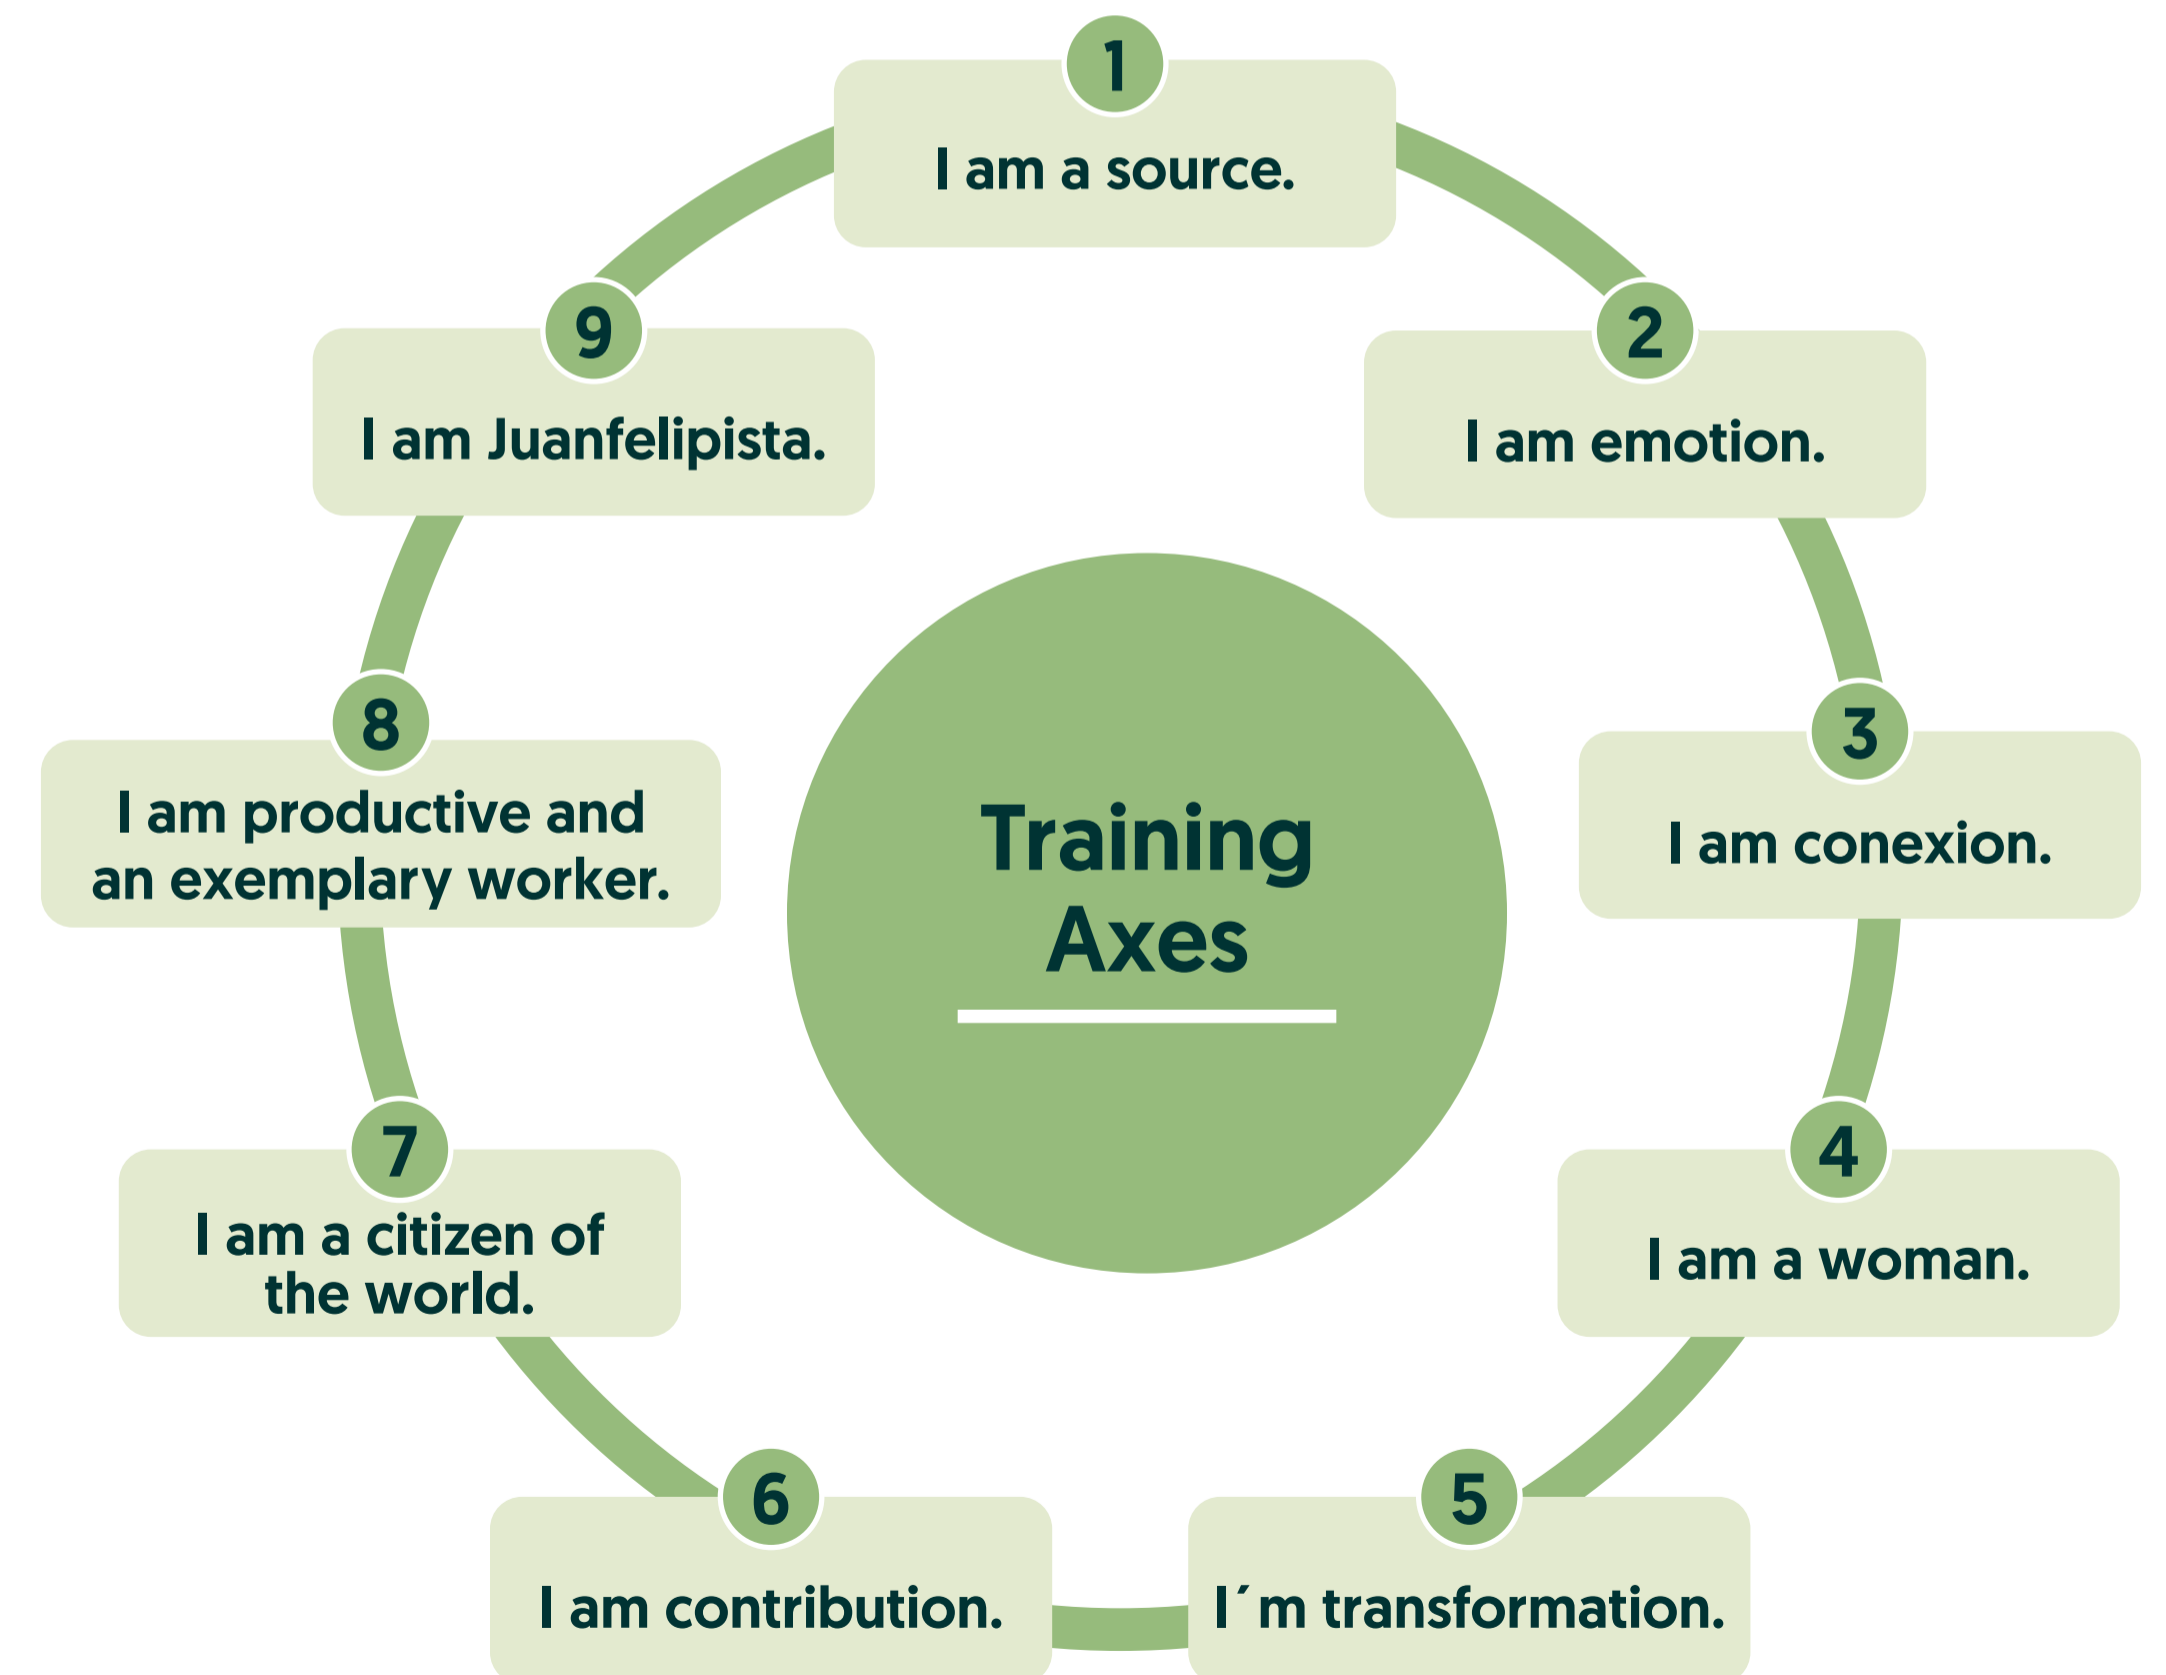 1
I am a source.
2
I am emotion.
3
I am conexion.
4
I am a woman.
5
I´m transformation.
6
I am contribution.
7
I am a citizen of
the world.
8
I am productive and
an exemplary worker.
9
I am Juanfelipista.
Training
Axes